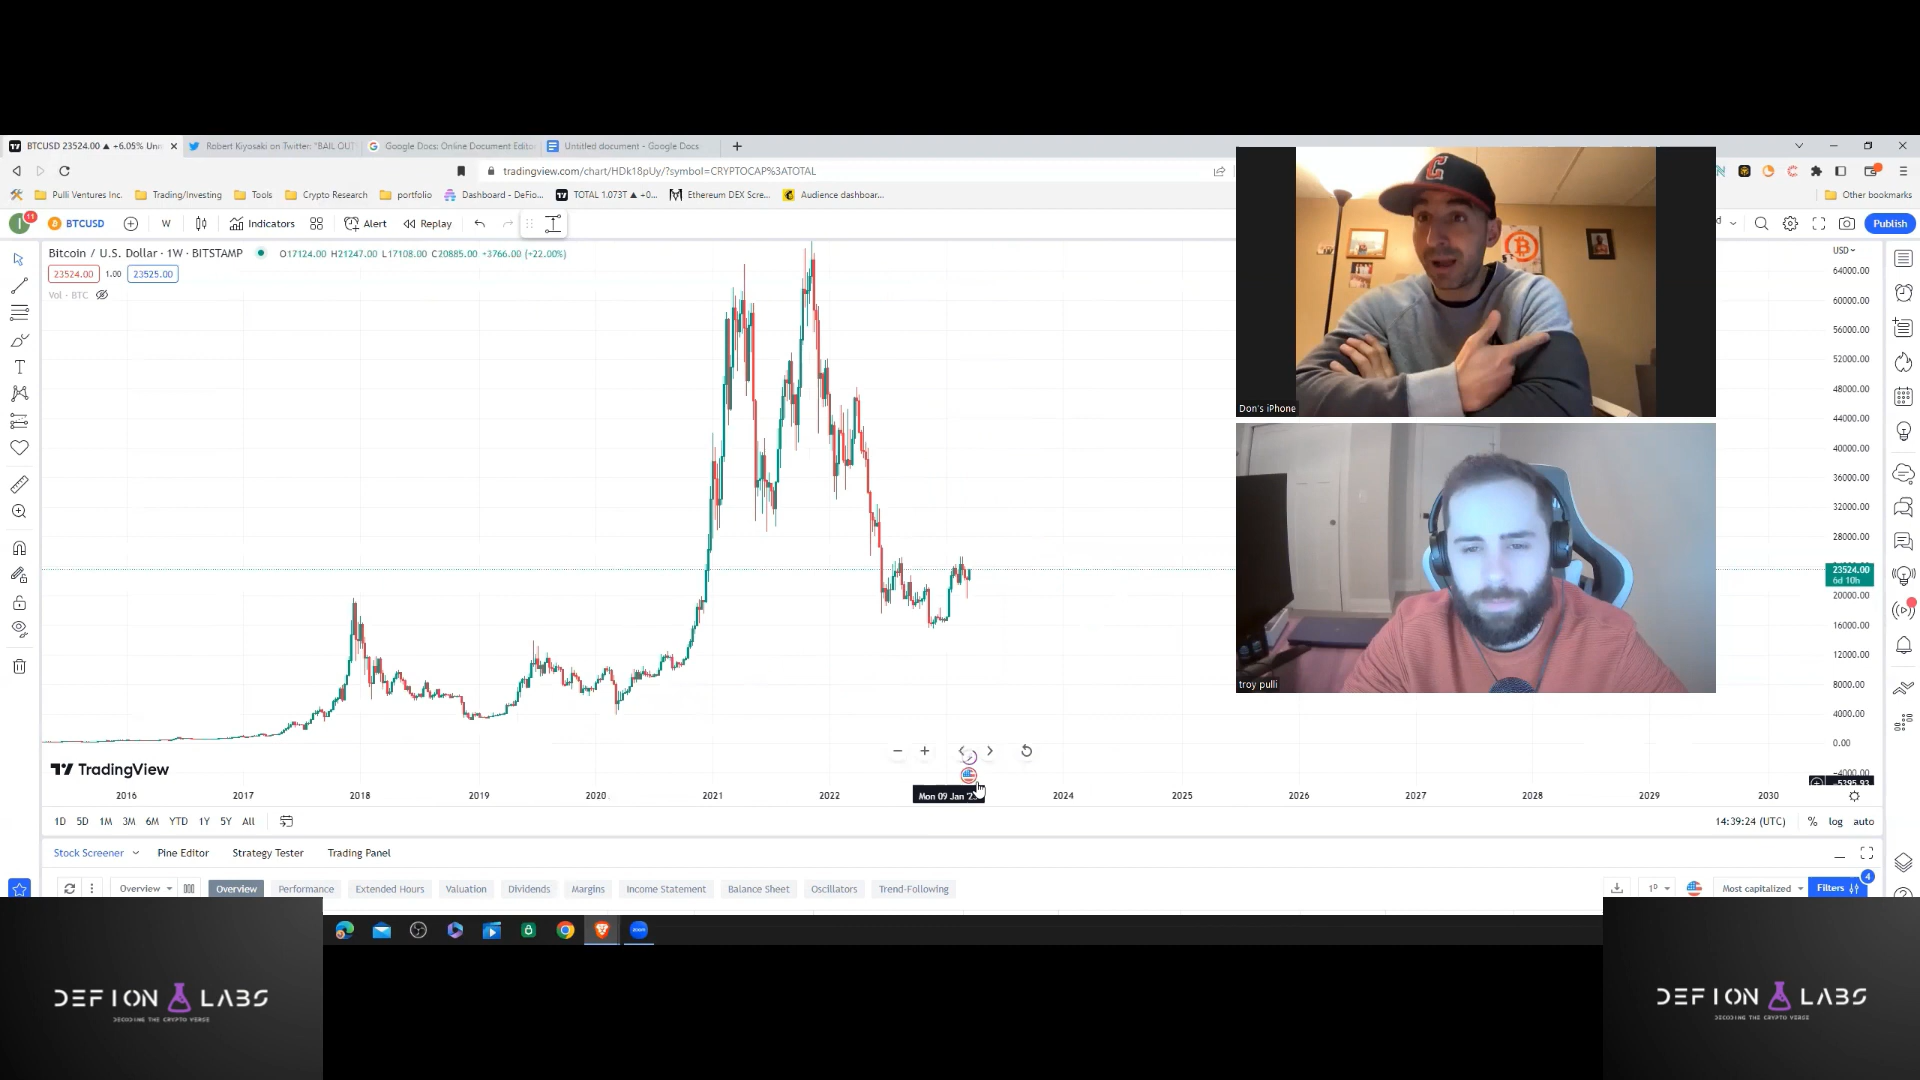 BTCUSD 23524.00 ▲ +6.05% Unn
Robert Kiyosaki on Twitter: "BAIL OUT
Google Docs: Online Document Edito
Untitled document - Google Docs
tradingview.com/chart/HDk18pUy/?symbol=CRYPTOCAP%3ATOTAL
Pulli Ventures Inc.
Trading/Investing
Tools
Crypto Research
portfolio
Dashboard - DeFio...
TOTAL 1.073T ▲ +0...
Ethereum DEX Scre...
Audience dashboar...
Other bookmarks
11
BTCUSD
W
Indicators
Alert
Replay
Publish
Bitcoin / U.S. Dollar · 1W · BITSTAMP
O17124.00 H21247.00 L17108.00 C20885.00 +3766.00 (+22.00%)
USD
23524.00 1.00 23525.00
Vol · BTC
64000.00
60000.00
56000.00
52000.00
48000.00
44000.00
40000.00
36000.00
32000.00
28000.00
23524.00
6d 10h
20000.00
16000.00
12000.00
8000.00
4000.00
0.00
-4000.00
-5395.93
C
Don's iPhone
troy pulli
TradingView
2016 2017 2018 2019 2020 2021 2022 2024 2025 2026 2027 2028 2029 2030
Mon 09 Jan '23
1D 5D 1M 3M 6M YTD 1Y 5Y All
14:39:24 (UTC) % log auto
Stock Screener Pine Editor Strategy Tester Trading Panel
Overview Overview Performance Extended Hours Valuation Dividends Margins Income Statement Balance Sheet Oscillators Trend-Following
1D
Most capitalized
Filters
4
zoom
DEFION LABS
DECODING THE CRYPTO VERSE
DEFION LABS
DECODING THE CRYPTO VERSE